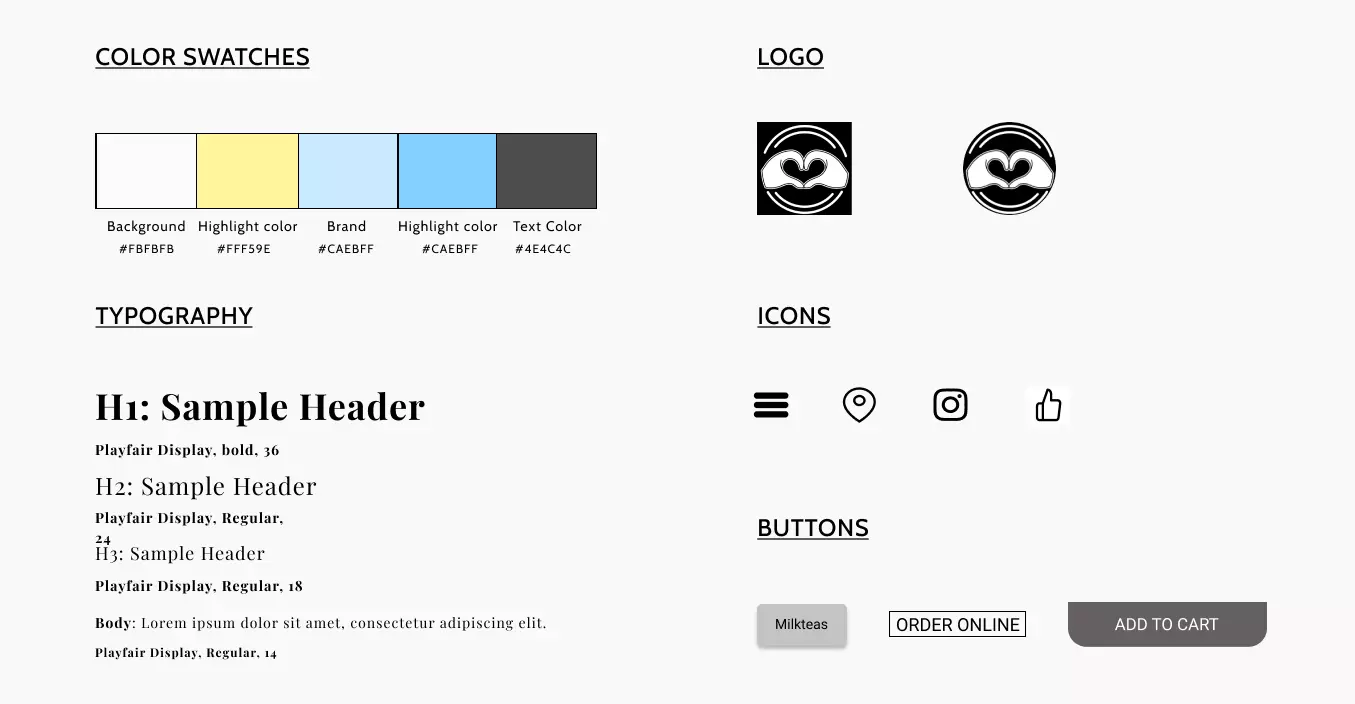 COLOR SWATCHES
Background
Highlight color
Brand
Highlight color
Text Color
#FBFBFB
#FFF59E
#CAEBFF
#CAEBFF
#4E4C4C
TYPOGRAPHY
H1: Sample Header
Playfair Display, bold, 36
H2: Sample Header
Playfair Display, Regular,
24
H3: Sample Header
Playfair Display, Regular, 18
Body: Lorem ipsum dolor sit amet, consectetur adipiscing elit.
Playfair Display, Regular, 14
LOGO
ICONS
BUTTONS
Milkteas
ORDER ONLINE
ADD TO CART